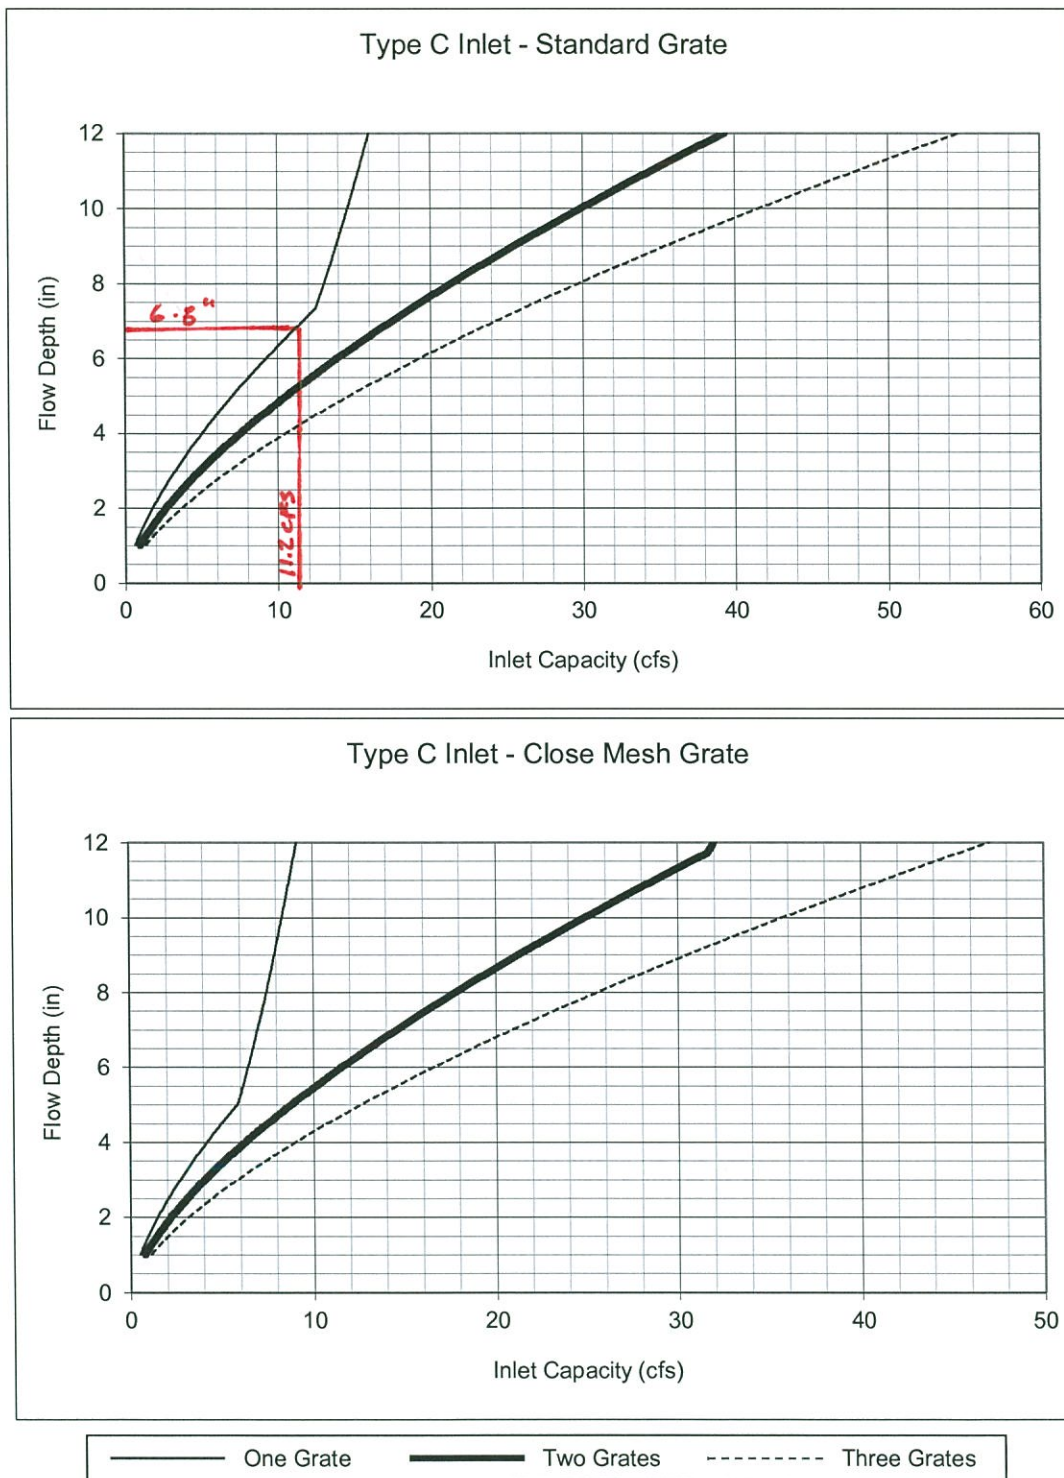 Type C Inlet - Standard Grate
12
10
8
6
4
2
0
Flow Depth (in)
6.8"
11.2 CFS
0 10 20 30 40 50 60
Inlet Capacity (cfs)
Type C Inlet - Close Mesh Grate
12
10
8
6
4
2
0
Flow Depth (in)
0 10 20 30 40 50
Inlet Capacity (cfs)
One Grate Two Grates Three Grates